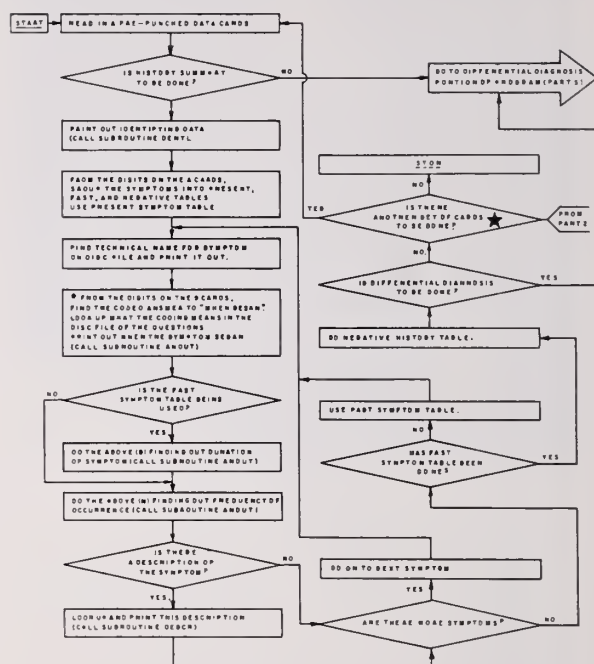 START
READ IN A PRE-PUNCHED DATA CARDS
IS HISTORY SUMMARY
TO BE DONE?
NO
GO TO DIFFERENTIAL DIAGNOSIS
PORTION OF PROGRAM (PART 2)
PRINT OUT IDENTIFYING DATA
(CALL SUBROUTINE DENTL
FROM THE DIGITS ON THE A CARDS,
GROUP THE SYMPTOMS INTO PRESENT,
PAST, AND NEGATIVE TABLES
USE PRESENT SYMPTOM TABLE
FIND TECHNICAL NAME FOR SYMPTOM
ON DISC FILE AND PRINT IT OUT.
* FROM THE DIGITS ON THE B CARDS,
FIND THE CODED ANSWER TO "WHEN BEGAN".
LOOK UP WHAT THE CODING MEANS IN THE
DISC FILE OF THE QUESTIONS
PRINT OUT WHEN THE SYMPTOM BEGAN
(CALL SUBROUTINE ANOUT)
NO
IS THE PAST
SYMPTOM TABLE BEING
USED?
YES
DO THE ABOVE (*) FINDING OUT DURATION
OF SYMPTOM (CALL SUBROUTINE ANOUT)
DO THE ABOVE (*) FINDING OUT FREQUENCY OF
OCCURRENCE (CALL SUBROUTINE ANOUT)
IS THERE
A DESCRIPTION OF
THE SYMPTOM?
NO
YES.
LOOK UP AND PRINT THIS DESCRIPTION
(CALL SUBROUTINE DESCR)
STOP
NO
YES
IS THERE
ANOTHER SET OF CARDS
TO BE DONE? ★
FROM
PART 2
NO.
IS DIFFERENTIAL DIAGNOSIS
TO BE DONE?
YES
DO NEGATIVE HISTORY TABLE.
USE PAST SYMPTOM TABLE.
NO
HAS PAST
SYMPTOM TABLE BEEN
DONE?
YES
GO ON TO NEXT SYMPTOM
YES
ARE THERE MORE SYMPTOMS?
NO